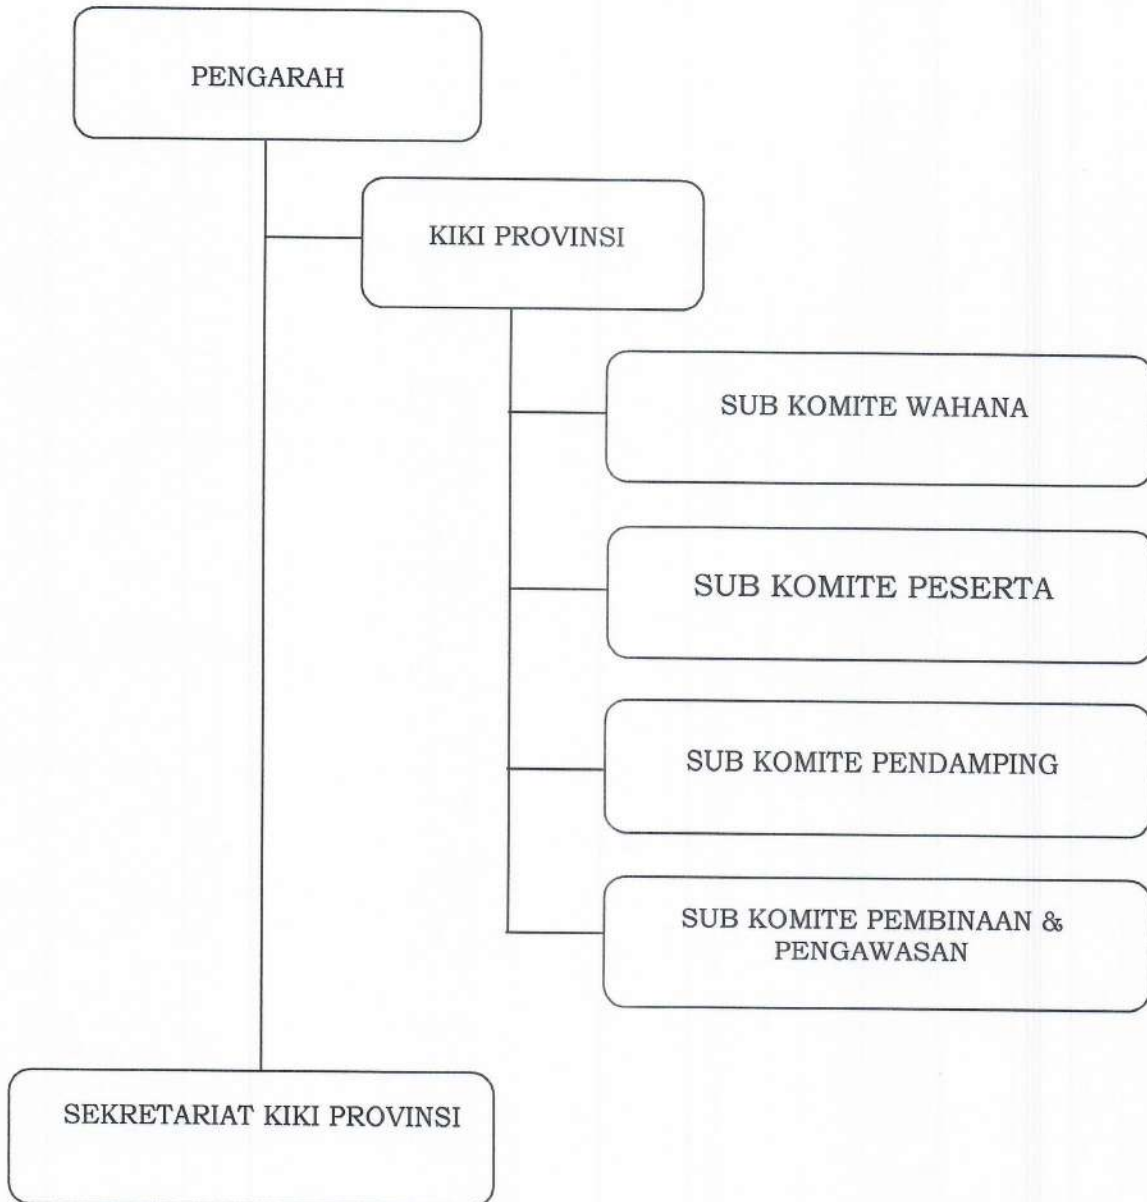 PENGARAH
KIKI PROVINSI
SUB KOMITE WAHANA
SUB KOMITE PESERTA
SUB KOMITE PENDAMPING
SUB KOMITE PEMBINAAN &
PENGAWASAN
SEKRETARIAT KIKI PROVINSI